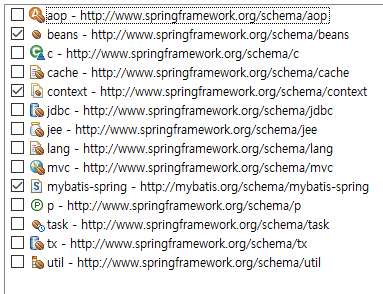 aop - http://www.springframework.org/schema/aop
beans - http://www.springframework.org/schema/beans
c - http://www.springframework.org/schema/c
cache - http://www.springframework.org/schema/cache
context - http://www.springframework.org/schema/context
jdbc - http://www.springframework.org/schema/jdbc
jee - http://www.springframework.org/schema/jee
lang - http://www.springframework.org/schema/lang
mvc - http://www.springframework.org/schema/mvc
mybatis-spring - http://mybatis.org/schema/mybatis-spring
p - http://www.springframework.org/schema/p
task - http://www.springframework.org/schema/task
tx - http://www.springframework.org/schema/tx
util - http://www.springframework.org/schema/util